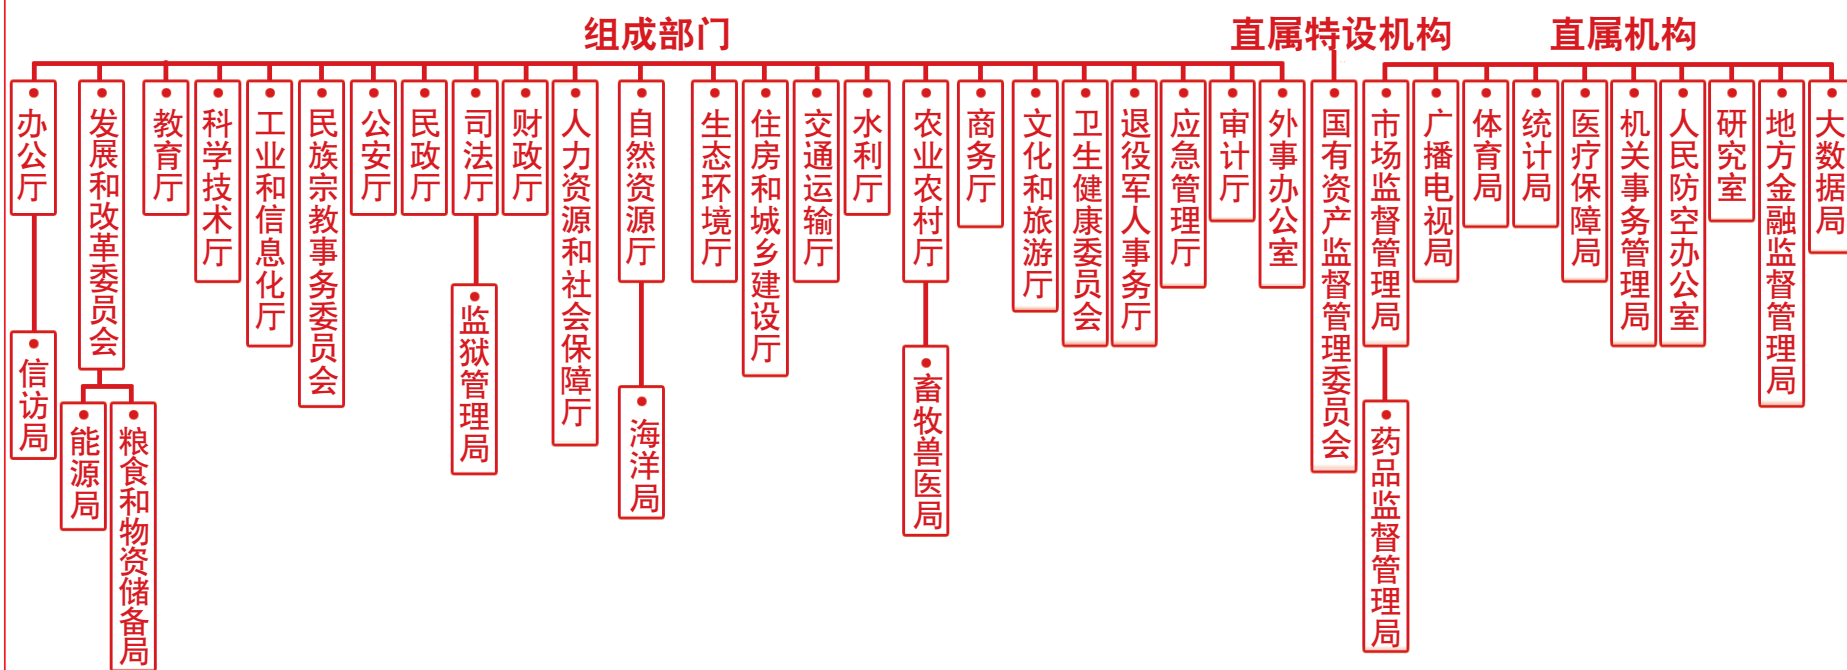 组成部门
直属特设机构
直属机构
办公厅
发展和改革委员会
教育厅
科学技术厅
工业和信息化厅
民族宗教事务委员会
公安厅
民政厅
司法厅
财政厅
人力资源和社会保障厅
自然资源厅
生态环境厅
住房和城乡建设厅
交通运输厅
水利厅
农业农村厅
商务厅
文化和旅游厅
卫生健康委员会
退役军人事务厅
应急管理厅
审计厅
外事办公室
国有资产监督管理委员会
市场监督管理局
广播电视局
体育局
统计局
医疗保障局
机关事务管理局
人民防空办公室
研究室
地方金融监督管理局
大数据局
信访局
能源局
粮食和物资储备局
监狱管理局
海洋局
畜牧兽医局
药品监督管理局